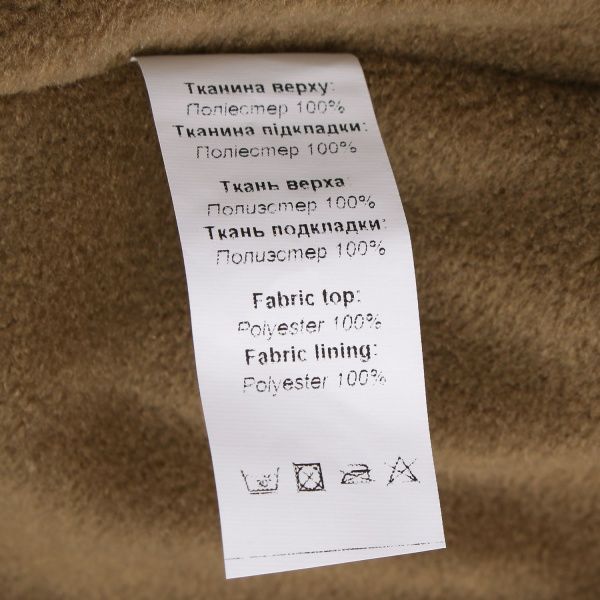 Тканина верху:
Поліестер 100%
Тканина підкладки:
Поліестер 100%
Ткань верха:
Полиэстер 100%
Ткань подкладки:
Полиэстер 100%
Fabric top:
Polyester 100%
Fabric lining:
Polyester 100%
30°